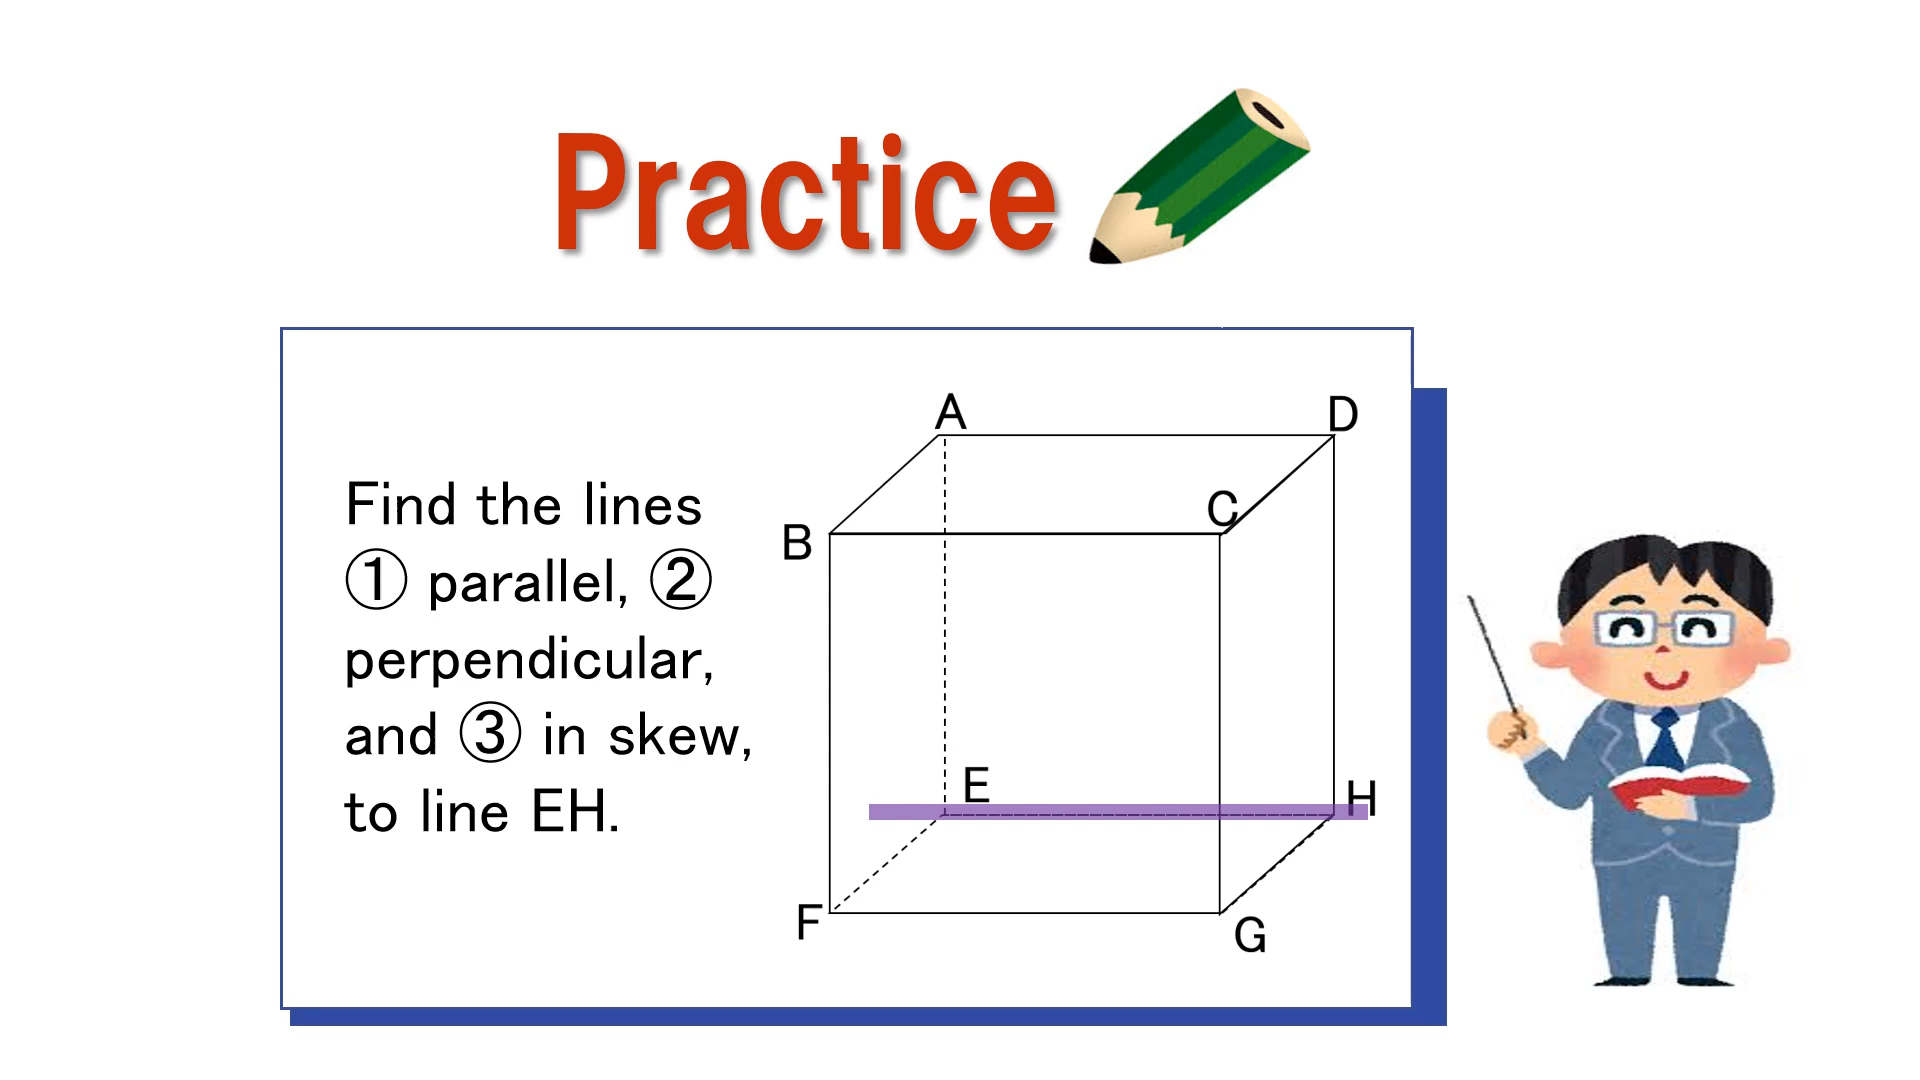 Practice
Find the lines
① parallel, ②
perpendicular,
and ③ in skew,
to line EH.
A
D
C
B
E
H
F
G